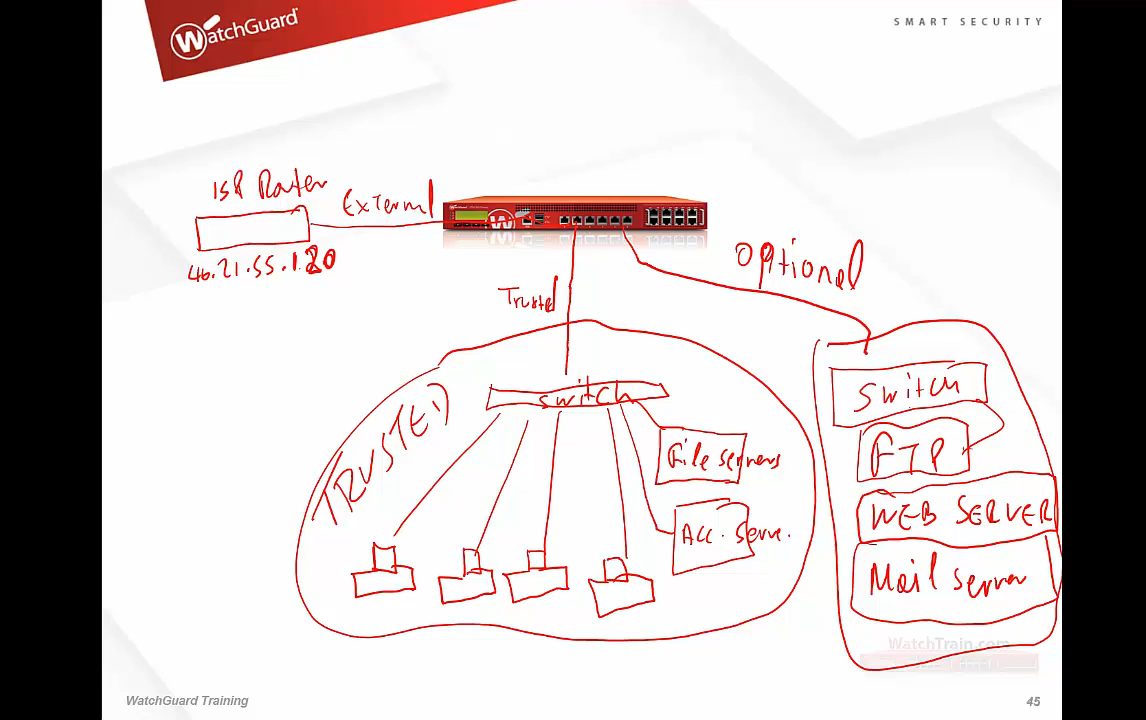 WatchGuard
SMART SECURITY
ISP Router
External
46.21.55.120
Optional
Trusted
TRUSTED
switch
File servers
Acc. serve.
switch
FTP
WEB SERVER
Mail server
WatchTrain.com
WatchGuard Training
45